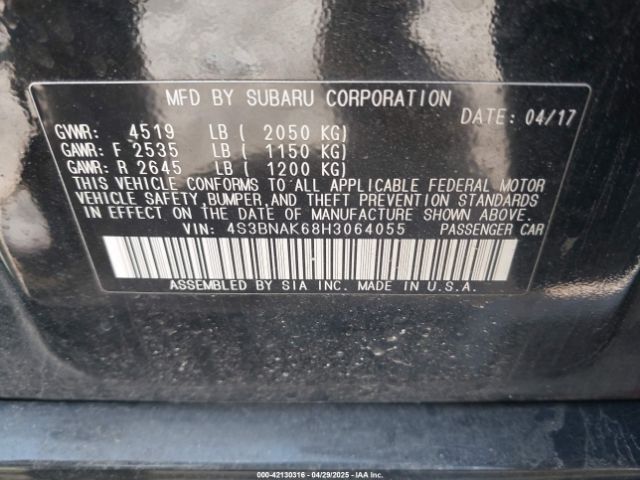 MFD BY SUBARU CORPORATION
DATE: 04/17
GVWR: 4519 LB ( 2050 KG)
GAWR: F 2535 LB ( 1150 KG)
GAWR: R 2645 LB ( 1200 KG)
THIS VEHICLE CONFORMS TO ALL APPLICABLE FEDERAL MOTOR
VEHICLE SAFETY,BUMPER,AND THEFT PREVENTION STANDARDS
IN EFFECT ON THE DATE OF MANUFACTURE SHOWN ABOVE.
VIN: 4S3BNAK68H3064055 PASSENGER CAR
ASSEMBLED BY SIA INC. MADE IN U.S.A.
000-42130316 - 04/29/2025 - IAA Inc.